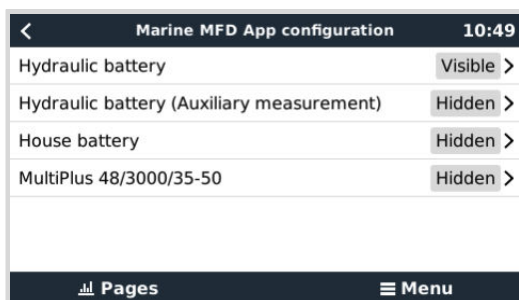 Marine MFD App configuration 10:49
Hydraulic battery Visible
Hydraulic battery (Auxiliary measurement) Hidden
House battery Hidden
MultiPlus 48/3000/35-50 Hidden
Pages Menu